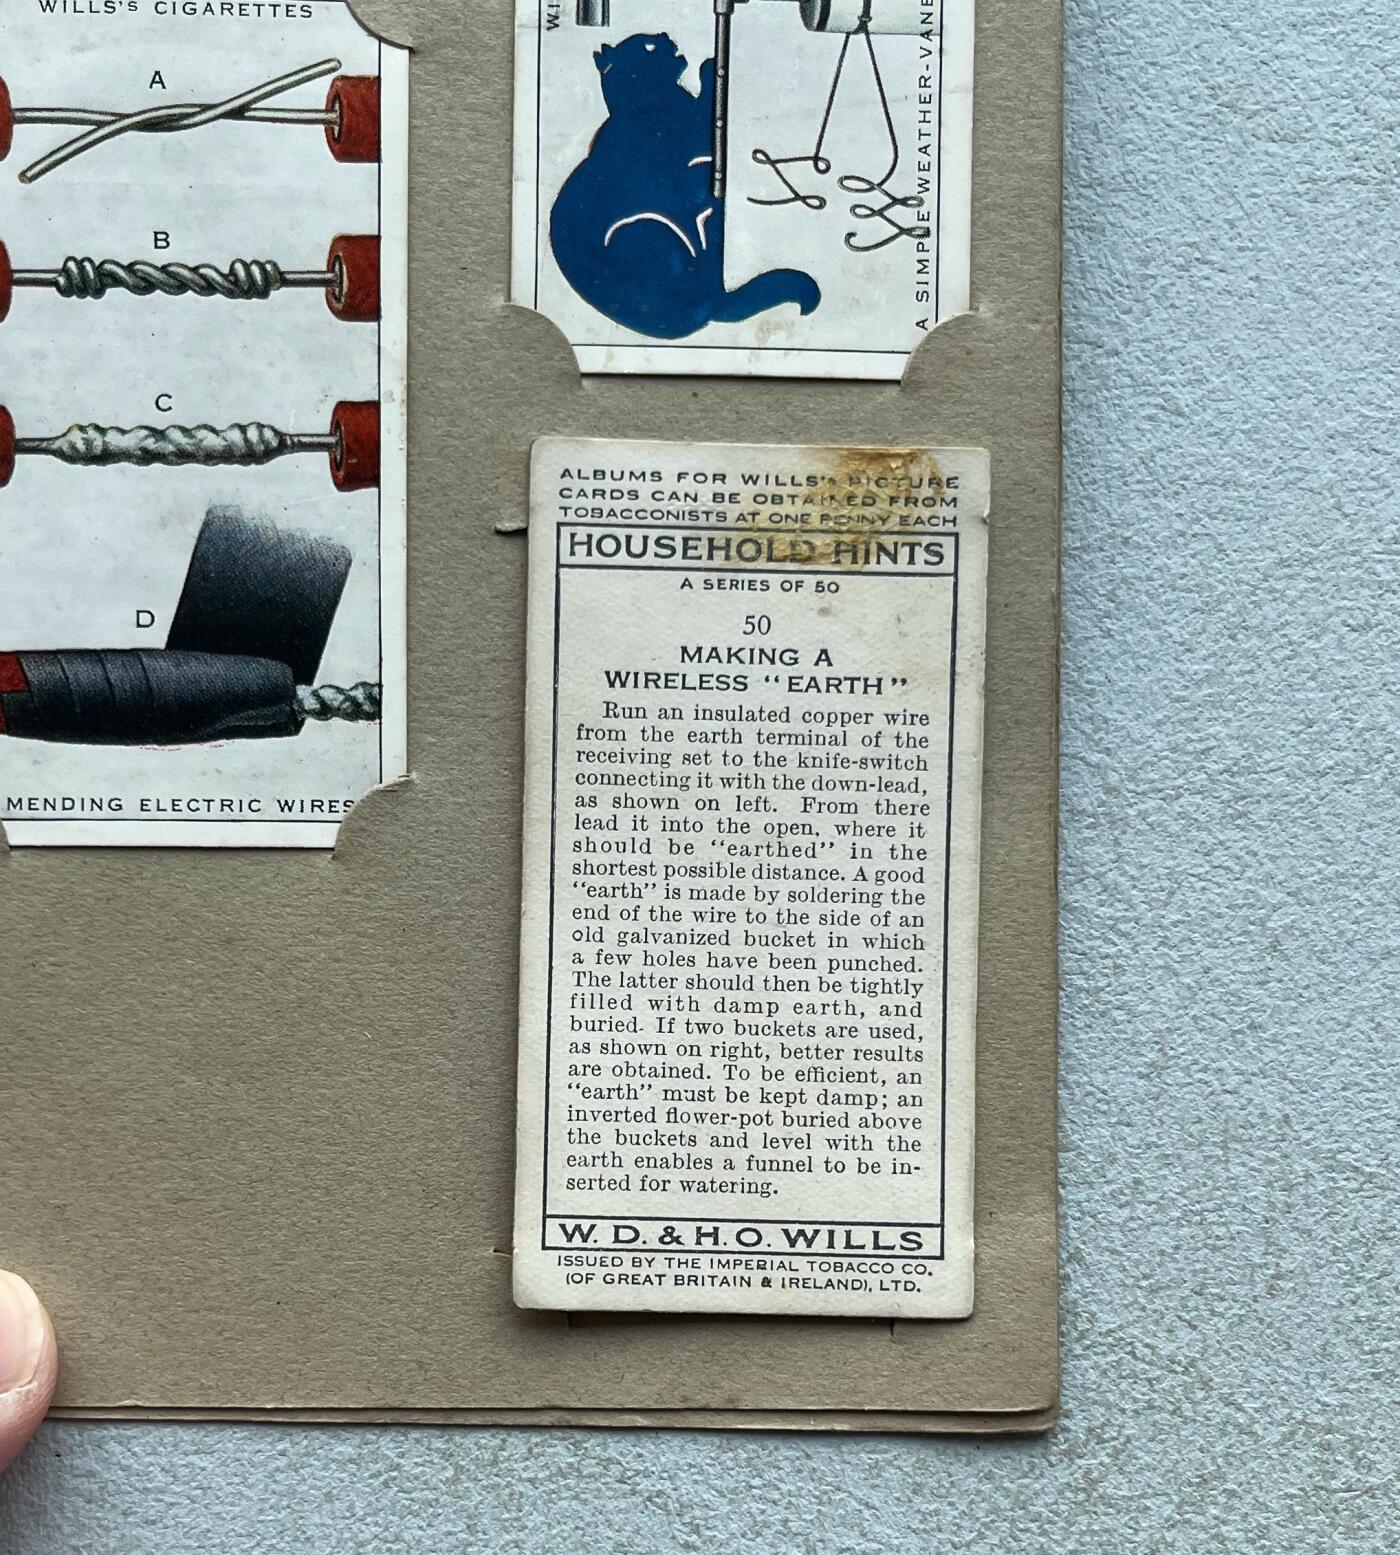 WILLS'S CIGARETTES
A
B
C
D
MENDING ELECTRIC WIRES
A SIMPLE WEATHER-VANE
ALBUMS FOR WILLS'S PICTURE
CARDS CAN BE OBTAINED FROM
TOBACCONISTS AT ONE PENNY EACH
HOUSEHOLD HINTS
A SERIES OF 50
50
MAKING A
WIRELESS "EARTH"
Run an insulated copper wire
from the earth terminal of the
receiving set to the knife-switch
connecting it with the down-lead,
as shown on left. From there
lead it into the open, where it
should be "earthed" in the
shortest possible distance. A good
"earth" is made by soldering the
end of the wire to the side of an
old galvanized bucket in which
a few holes have been punched.
The latter should then be tightly
filled with damp earth, and
buried. If two buckets are used,
as shown on right, better results
are obtained. To be efficient, an
"earth" must be kept damp; an
inverted flower-pot buried above
the buckets and level with the
earth enables a funnel to be in-
serted for watering.
W. D. & H. O. WILLS
ISSUED BY THE IMPERIAL TOBACCO CO.
(OF GREAT BRITAIN & IRELAND), LTD.